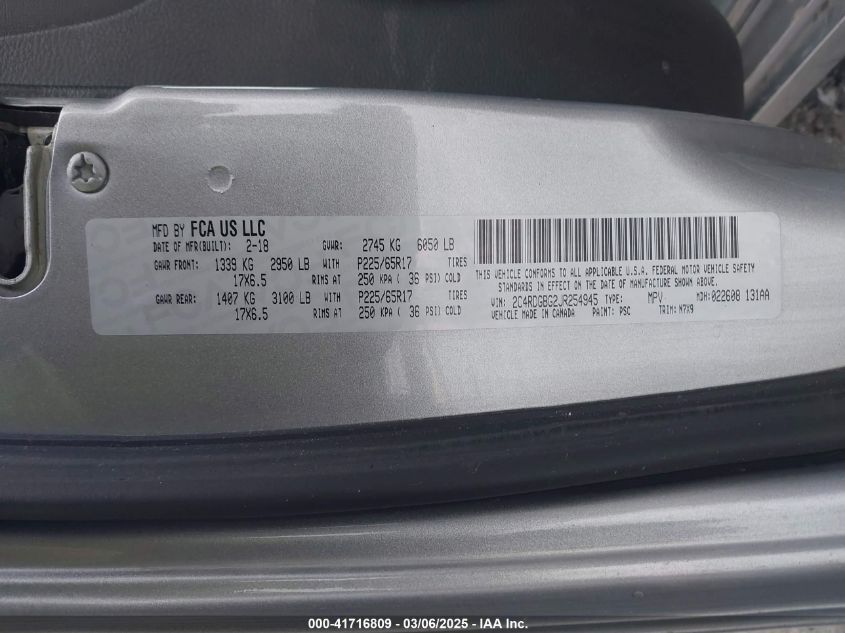 MFD BY FCA US LLC
DATE OF MFR(BUILT): 2-18 GVWR: 2745 KG 6050 LB
GAWR FRONT: 1339 KG 2950 LB WITH P225/65R17 TIRES
17X6.5 RIMS AT 250 KPA ( 36 PSI) COLD
GAWR REAR: 1407 KG 3100 LB WITH P225/65R17 TIRES
17X6.5 RIMS AT 250 KPA ( 36 PSI) COLD
THIS VEHICLE CONFORMS TO ALL APPLICABLE U.S.A. FEDERAL MOTOR VEHICLE SAFETY
STANDARDS IN EFFECT ON THE DATE OF MANUFACTURE SHOWN ABOVE.
VIN: 2C4RDGBG2JR254945 TYPE: MPV MDH: 022608 131AA
VEHICLE MADE IN CANADA PAINT: PSC TRIM: N7X9
000-41716809 - 03/06/2025 - IAA Inc.